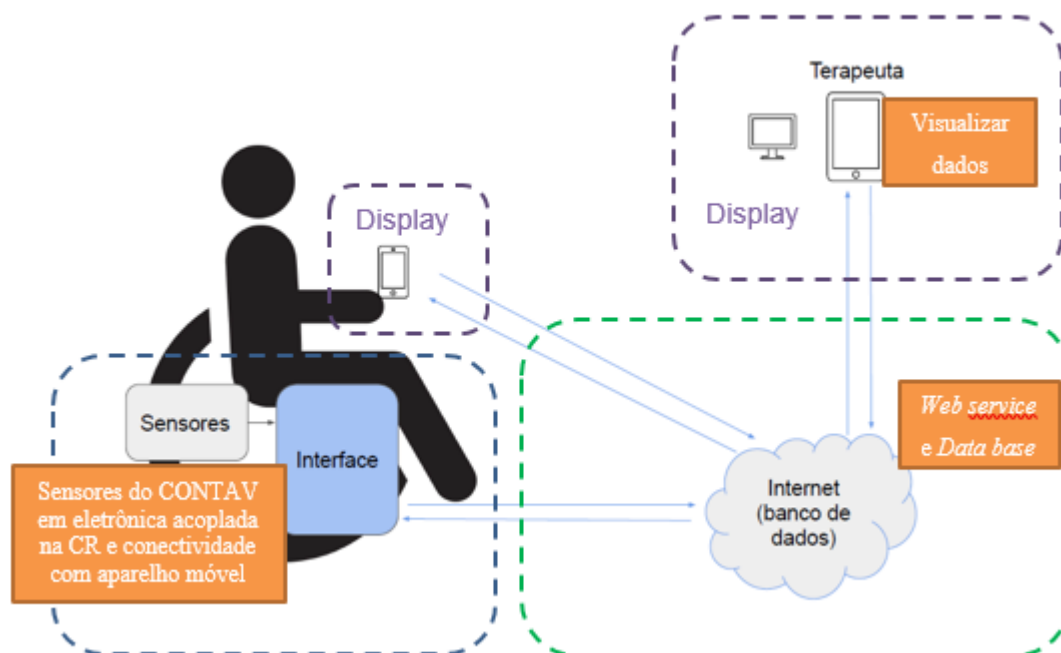 Terapeuta
Visualizar
dados
Display
Display
Sensores
Interface
Sensores do CONTAV
em eletrônica acoplada
na CR e conectividade
com aparelho móvel
Web service
e Data base
Internet
(banco de
dados)